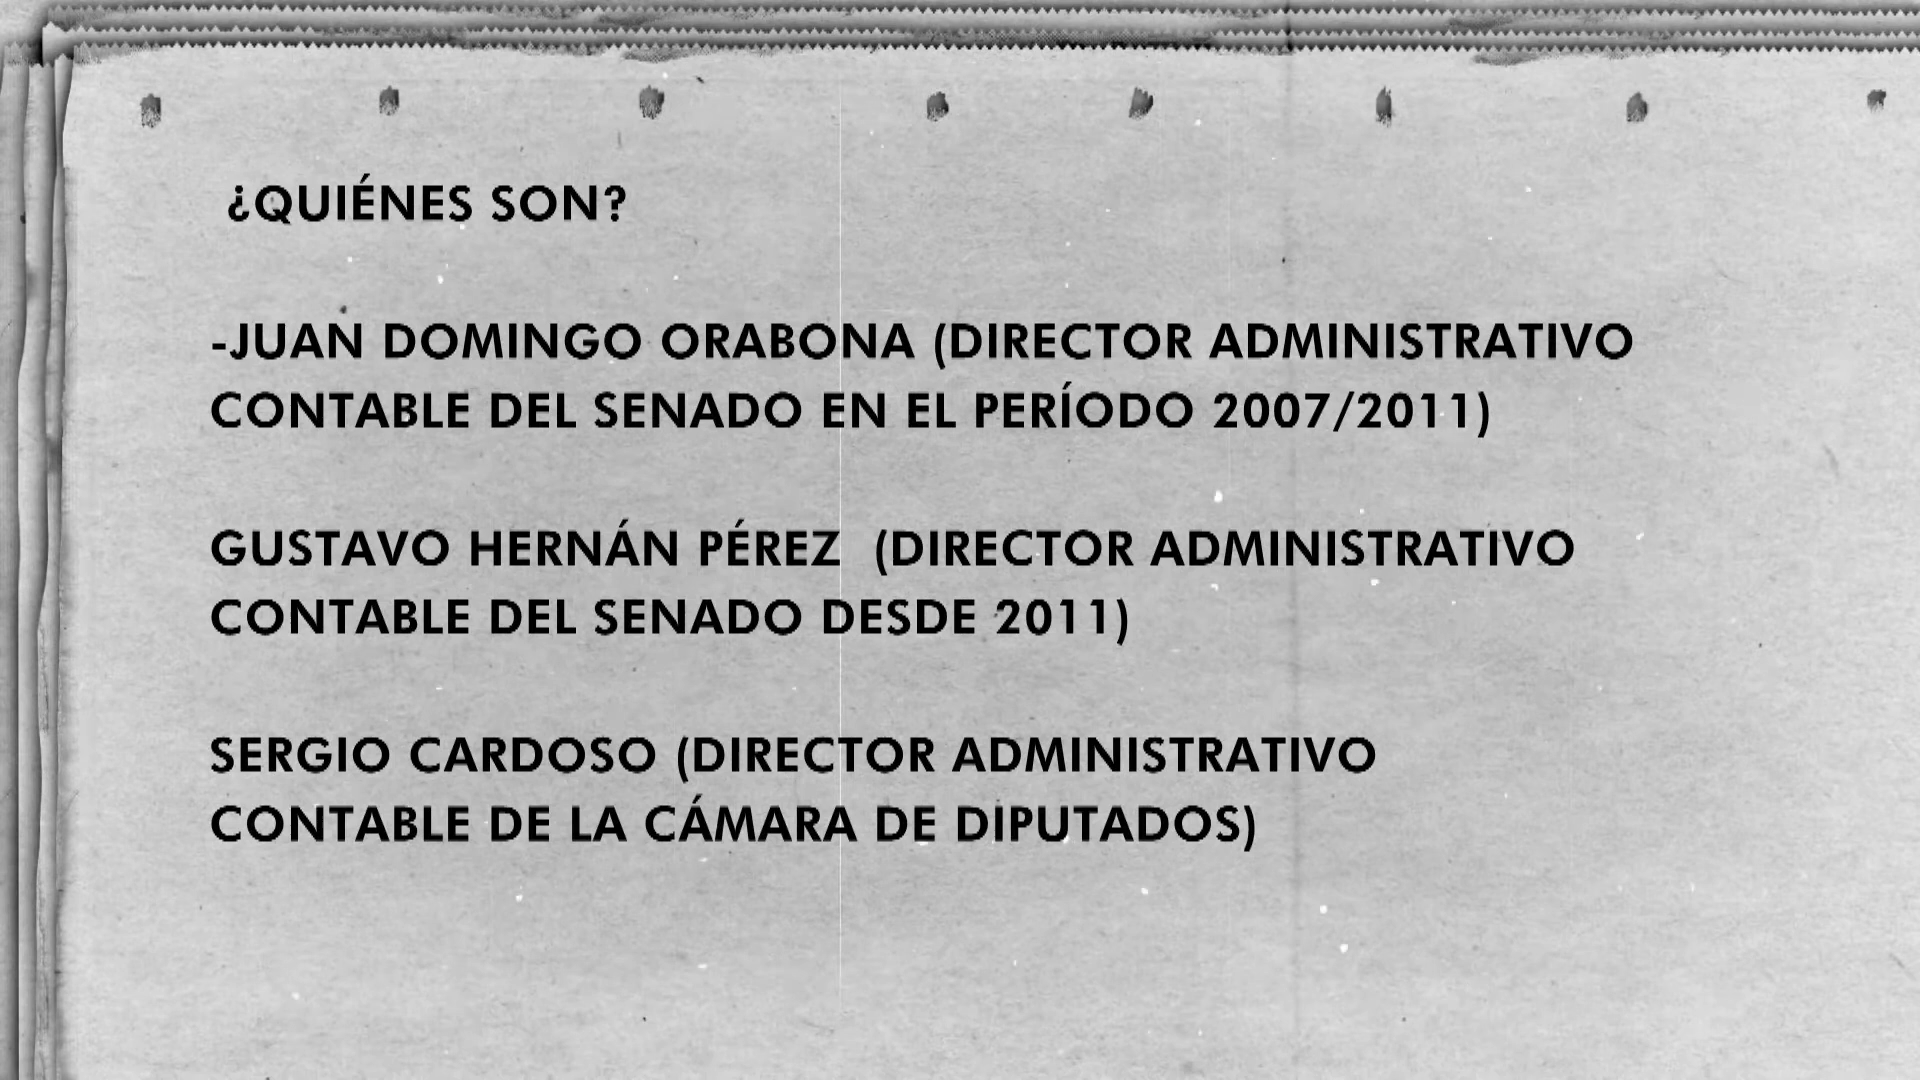 ¿QUIÉNES SON?
-JUAN DOMINGO ORABONA (DIRECTOR ADMINISTRATIVO
CONTABLE DEL SENADO EN EL PERÍODO 2007/2011)
GUSTAVO HERNÁN PÉREZ (DIRECTOR ADMINISTRATIVO
CONTABLE DEL SENADO DESDE 2011)
SERGIO CARDOSO (DIRECTOR ADMINISTRATIVO
CONTABLE DE LA CÁMARA DE DIPUTADOS)